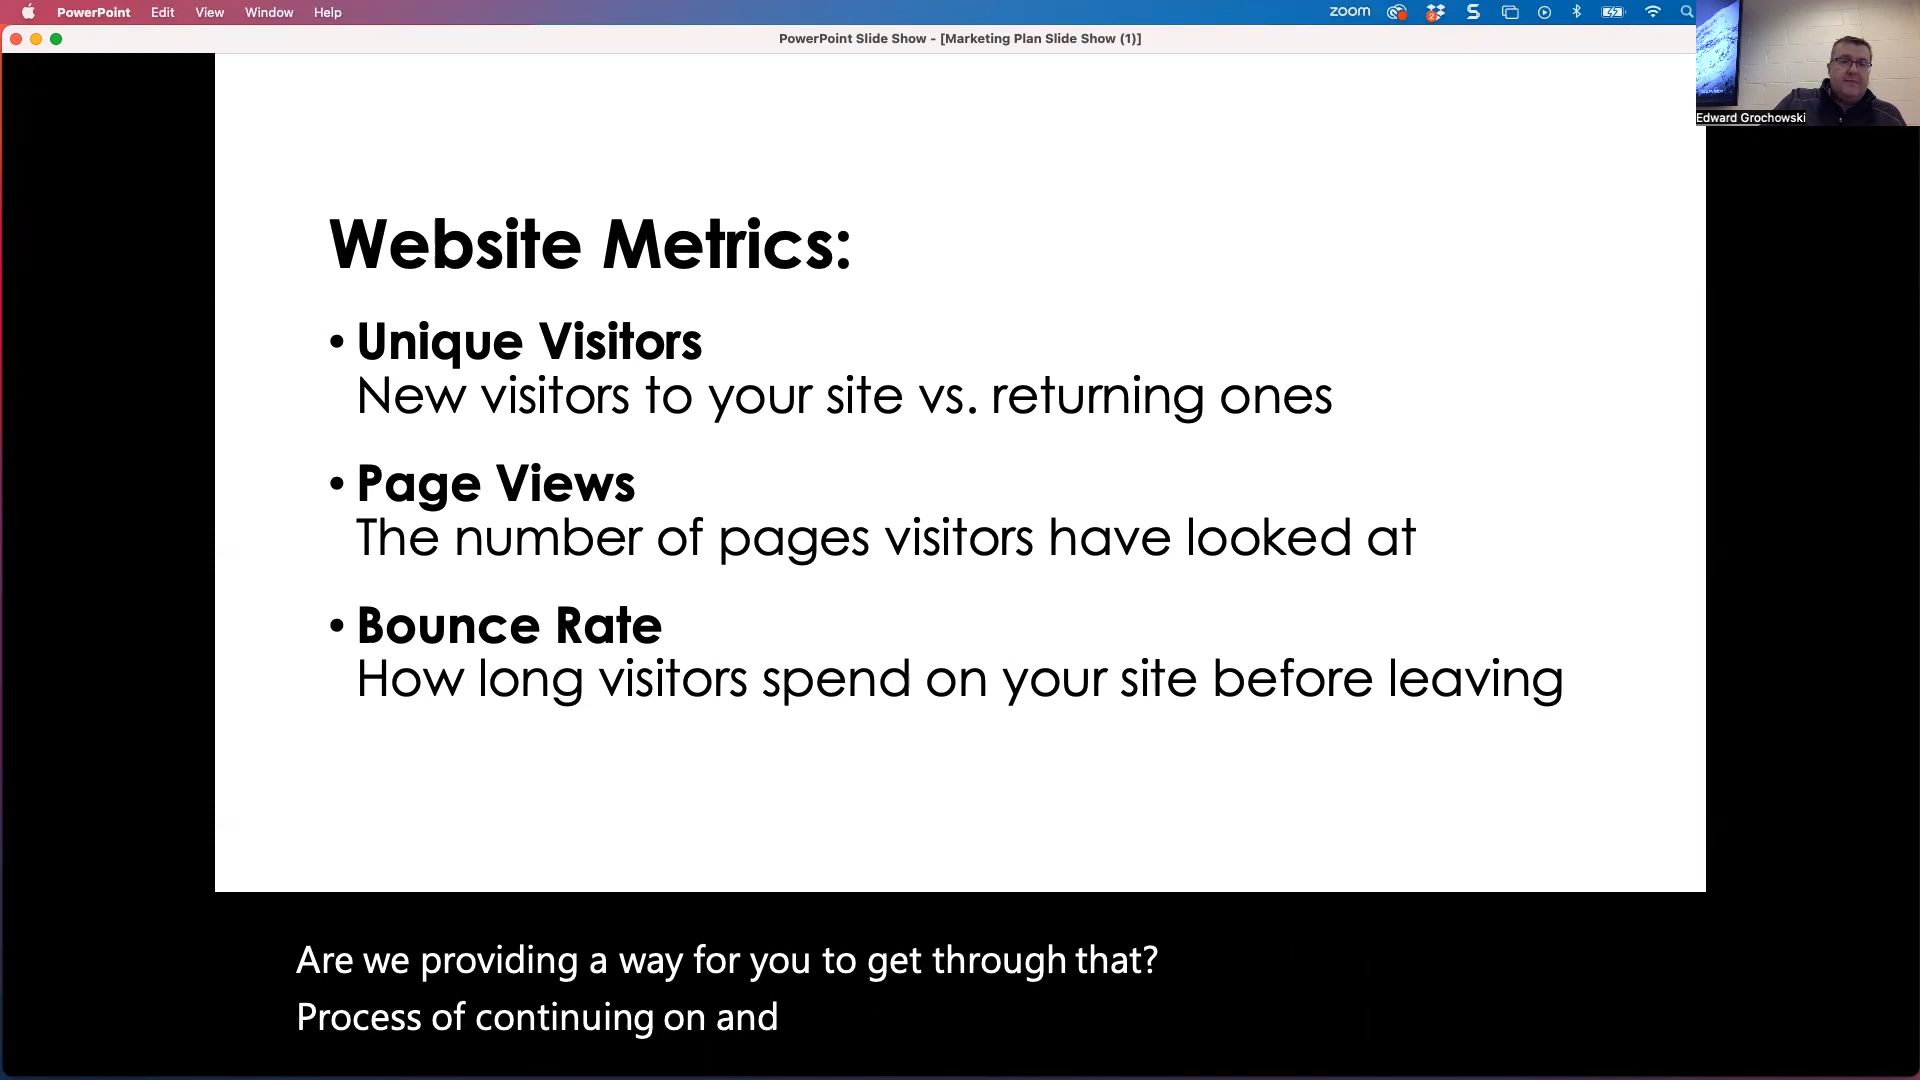 PowerPoint Edit View Window Help zoom
2
PowerPoint Slide Show - [Marketing Plan Slide Show (1)]
Edward Grochowski
Website Metrics:
• Unique Visitors
New visitors to your site vs. returning ones
• Page Views
The number of pages visitors have looked at
• Bounce Rate
How long visitors spend on your site before leaving
Are we providing a way for you to get through that?
Process of continuing on and